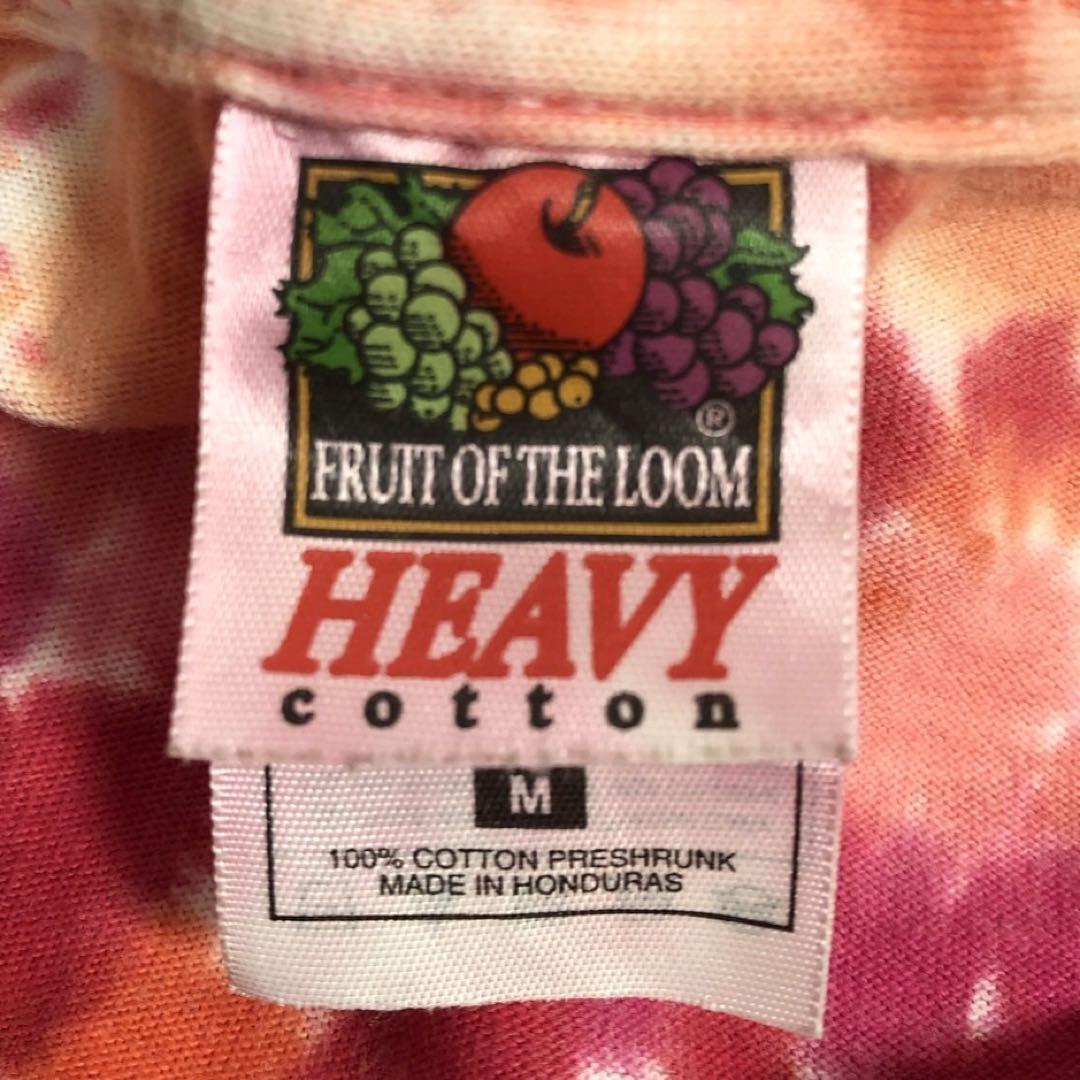 ®
FRUIT OF THE LOOM
HEAVY
cotton
M
100% COTTON PRESHRUNK
MADE IN HONDURAS